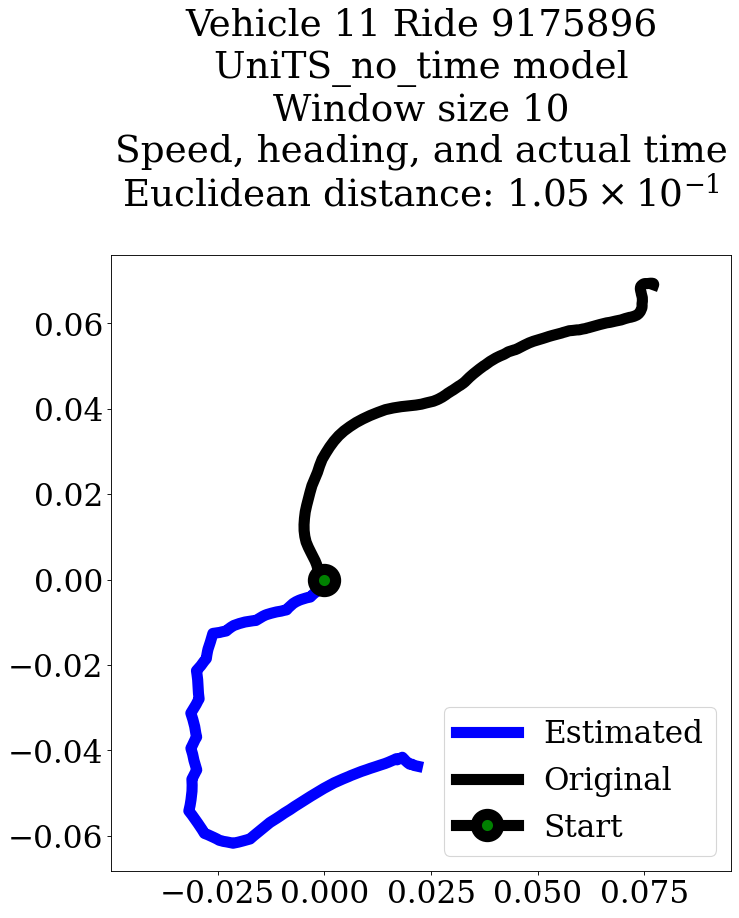 Vehicle 11 Ride 9175896
UniTS_no_time model
Window size 10
Speed, heading, and actual time
Euclidean distance: 1.05 × 10⁻¹
0.06
0.04
0.02
0.00
−0.02
−0.04
−0.06
Estimated
Original
Start
−0.025 0.000 0.025 0.050 0.075